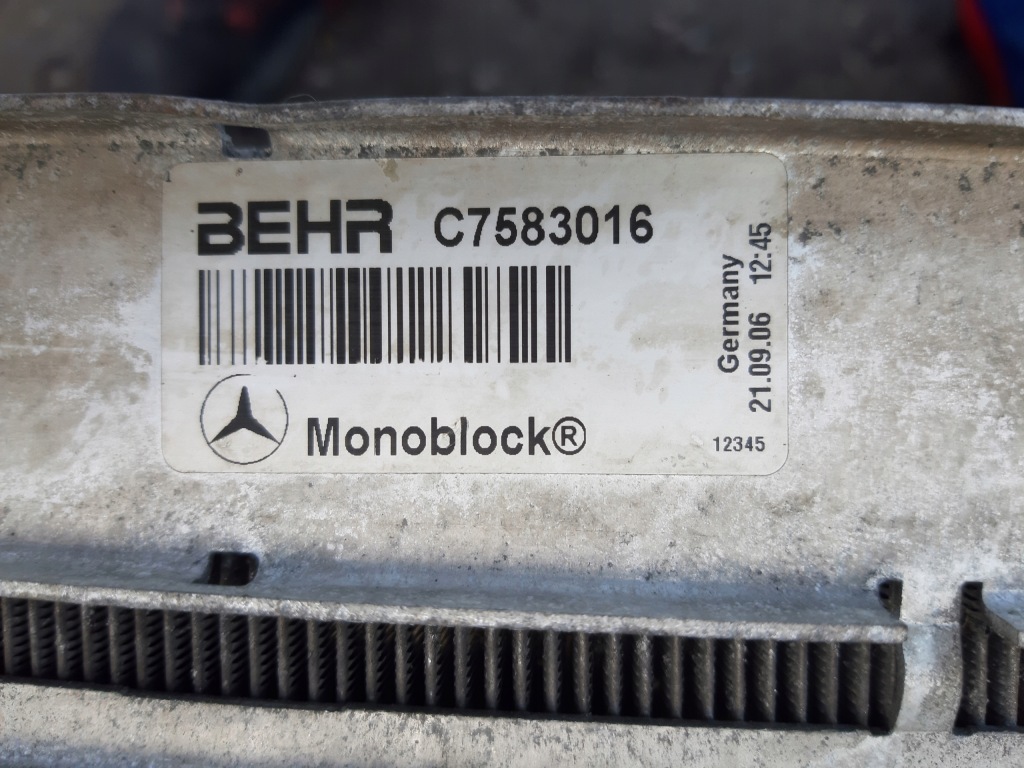 BEHR C7583016
Monoblock®
Germany
21.09.06 12:45
12345